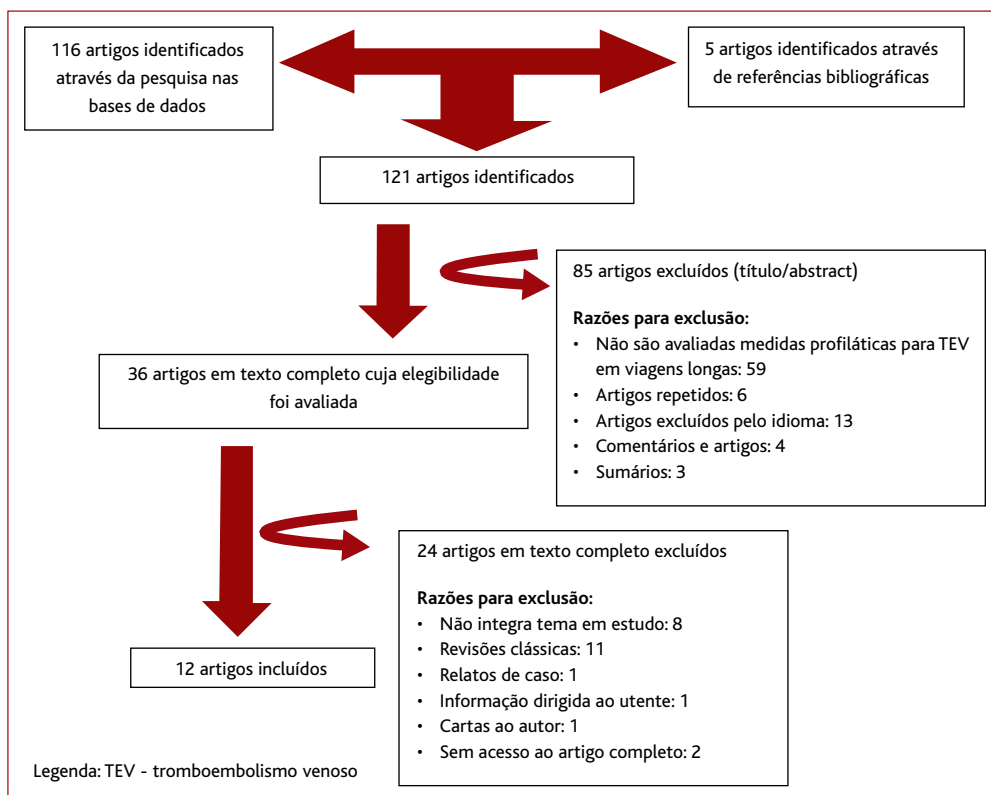 116 artigos identificados
através da pesquisa nas
bases de dados
5 artigos identificados através
de referências bibliográficas
121 artigos identificados
85 artigos excluídos (título/abstract)
Razões para exclusão:
• Não são avaliadas medidas profiláticas para TEV
em viagens longas: 59
• Artigos repetidos: 6
• Artigos excluídos pelo idioma: 13
• Comentários e artigos: 4
• Sumários: 3
36 artigos em texto completo cuja elegibilidade
foi avaliada
24 artigos em texto completo excluídos
Razões para exclusão:
• Não integra tema em estudo: 8
• Revisões clássicas: 11
• Relatos de caso: 1
• Informação dirigida ao utente: 1
• Cartas ao autor: 1
• Sem acesso ao artigo completo: 2
12 artigos incluídos
Legenda: TEV - tromboembolismo venoso